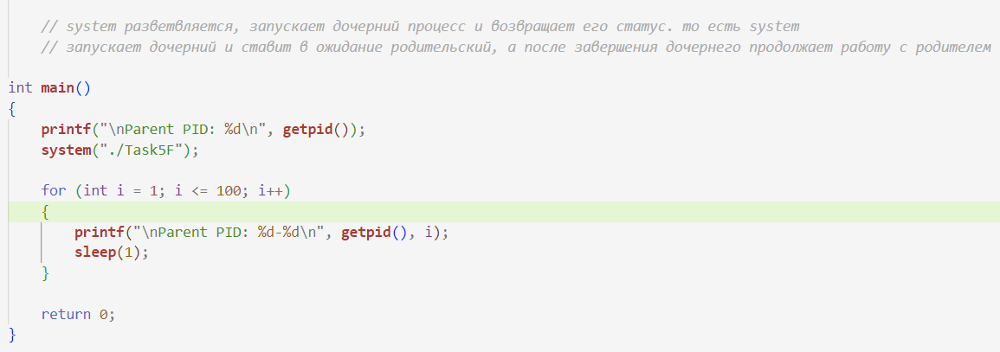 // system разветвляется, запускает дочерний процесс и возвращает его статус. то есть system
// запускает дочерний и ставит в ожидание родительский, а после завершения дочернего продолжает работу с родителем
int main()
{
printf("\nParent PID: %d\n", getpid());
system("./Task5F");
for (int i = 1; i <= 100; i++)
{
printf("\nParent PID: %d-%d\n", getpid(), i);
sleep(1);
}
return 0;
}